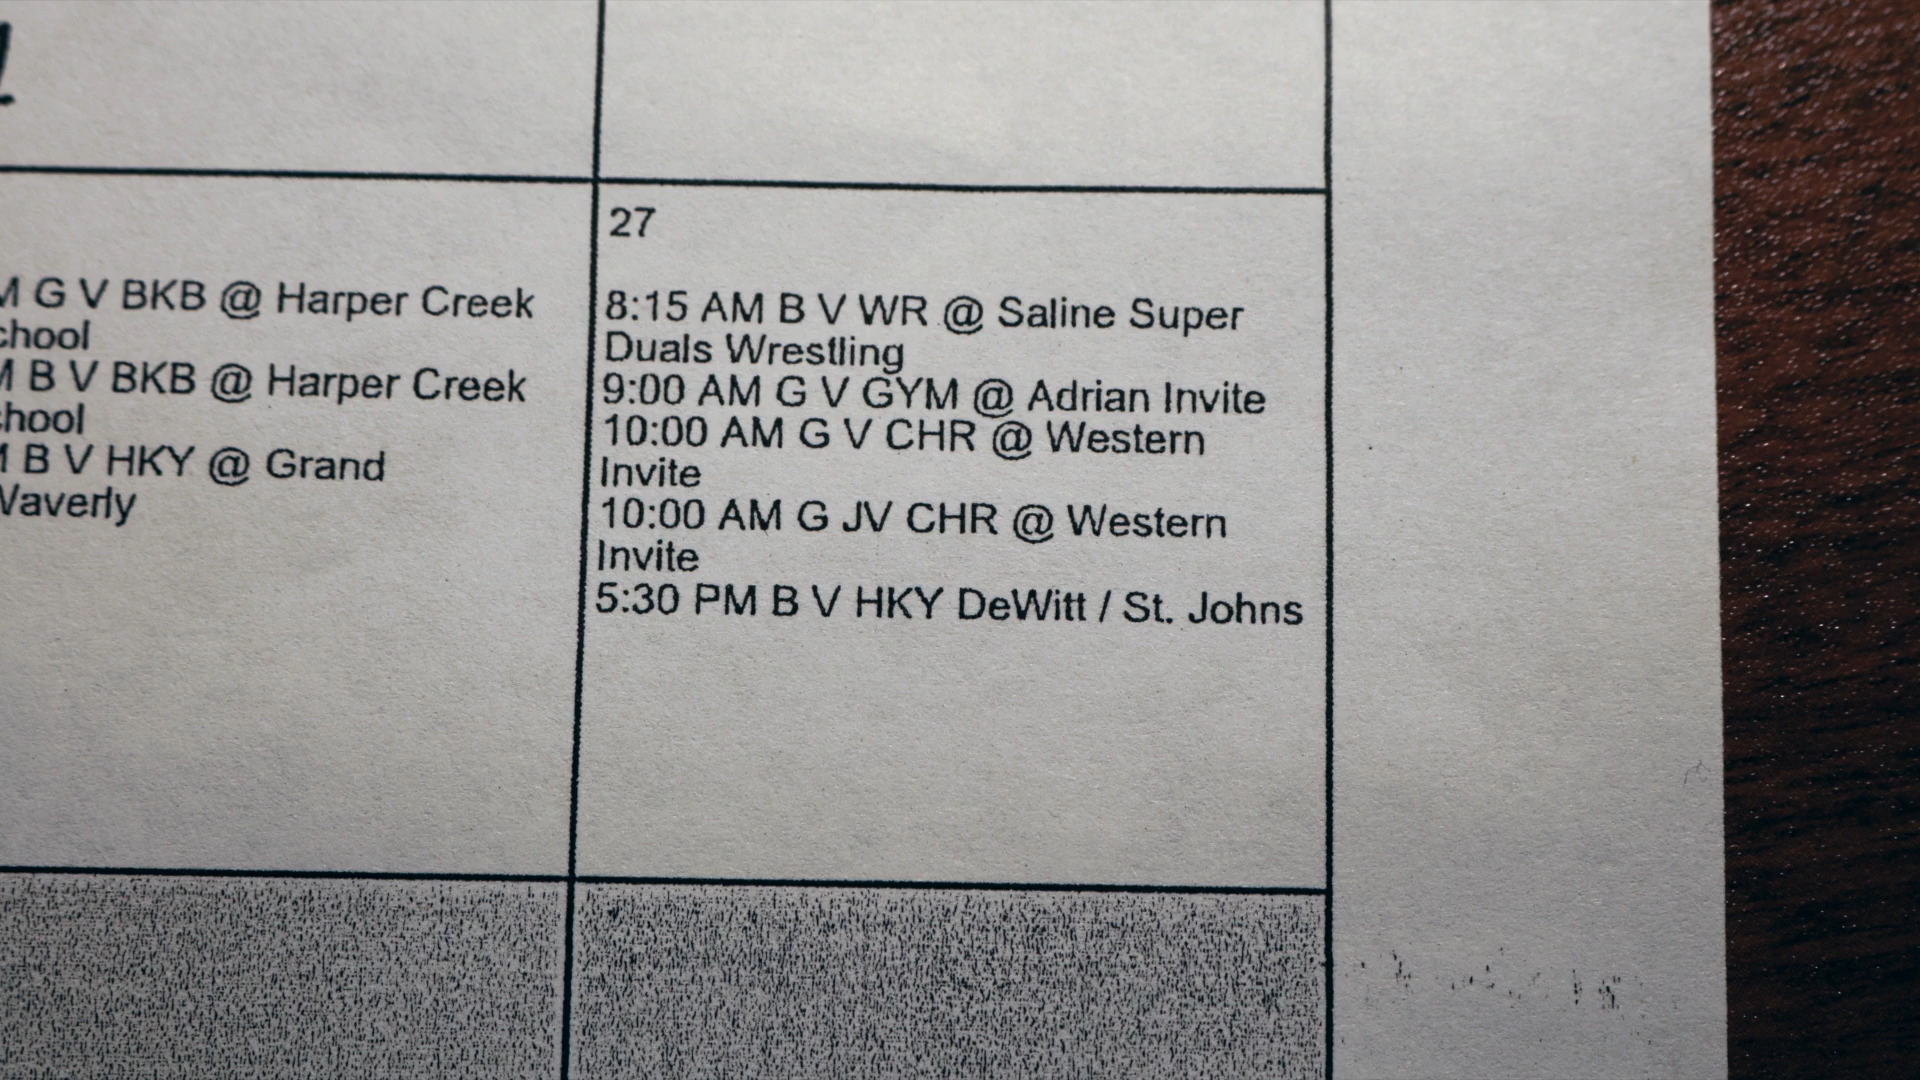 27
M G V BKB @ Harper Creek
chool
M B V BKB @ Harper Creek
chool
M B V HKY @ Grand
Waverly
8:15 AM B V WR @ Saline Super
Duals Wrestling
9:00 AM G V GYM @ Adrian Invite
10:00 AM G V CHR @ Western
Invite
10:00 AM G JV CHR @ Western
Invite
5:30 PM B V HKY DeWitt / St. Johns